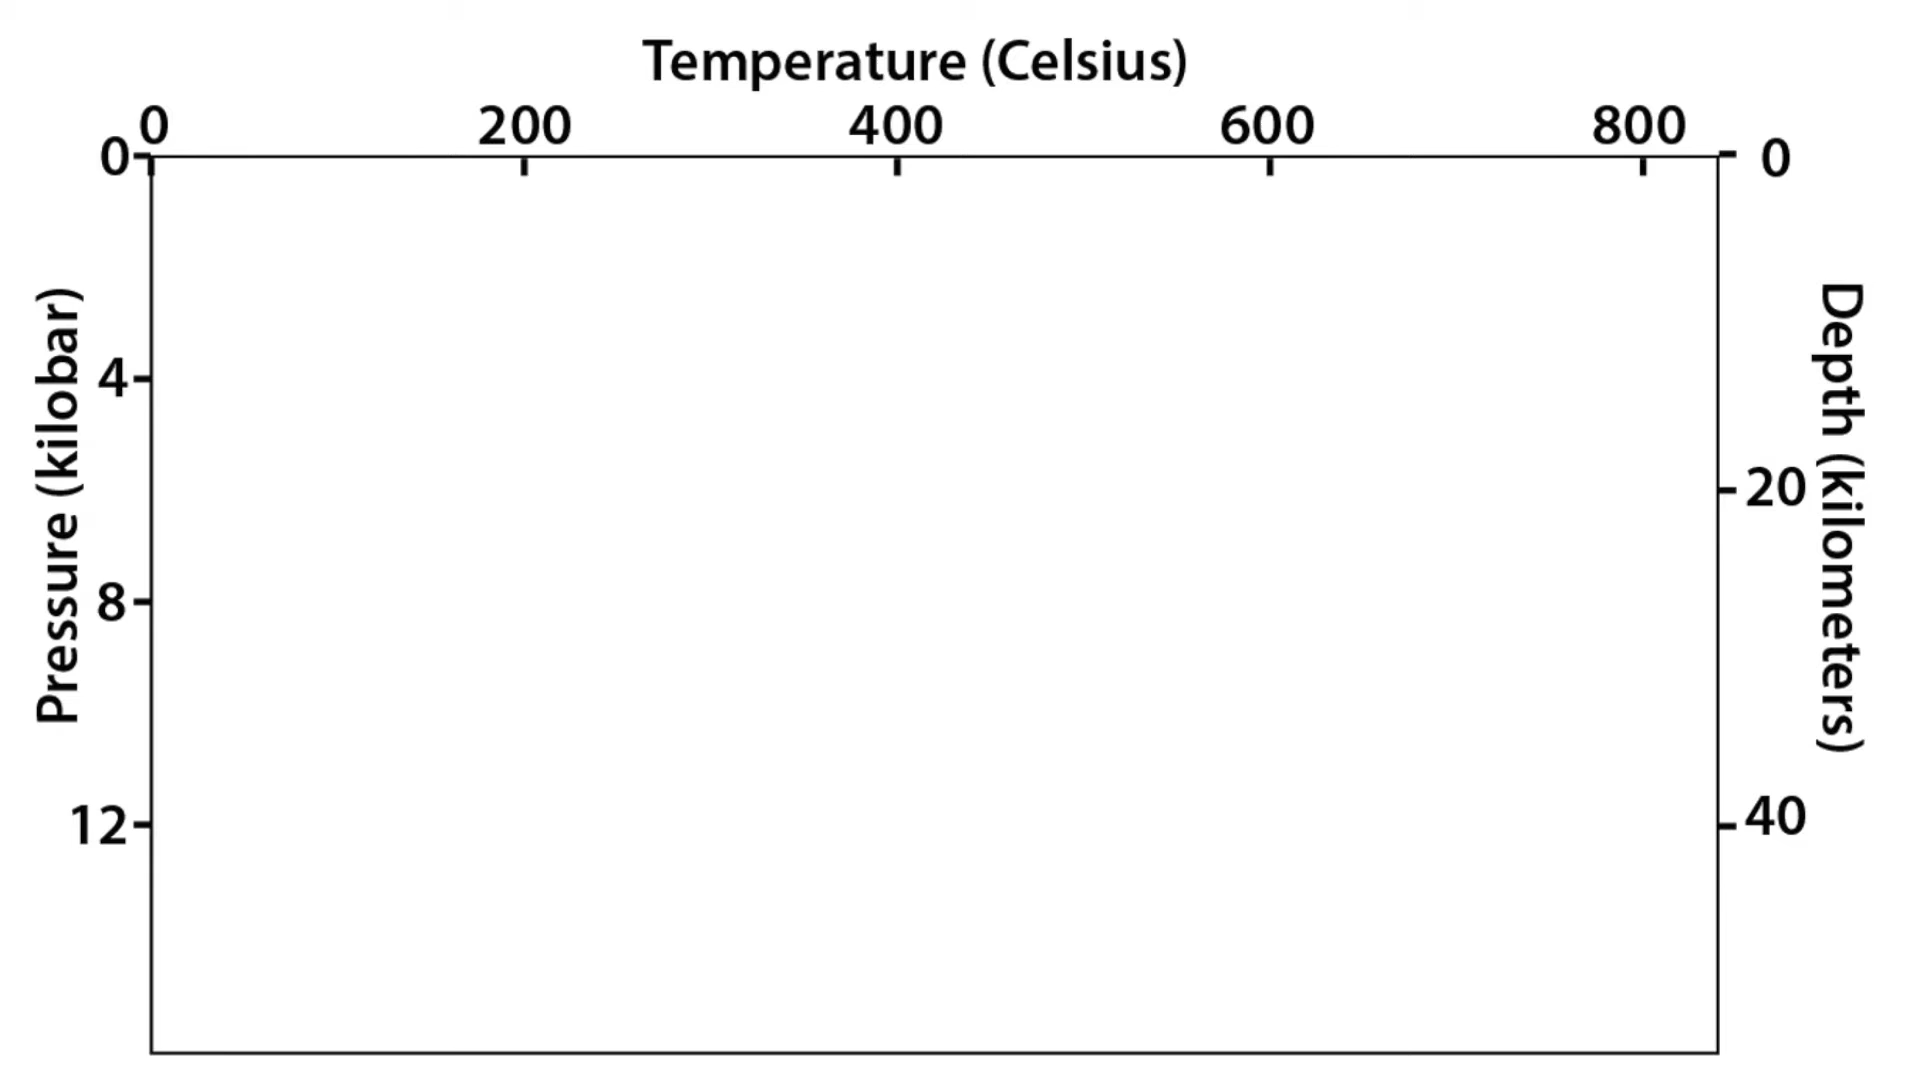 Temperature (Celsius)
0 200 400 600 800
0
4
8
12
Pressure (kilobar)
0
20
40
Depth (kilometers)